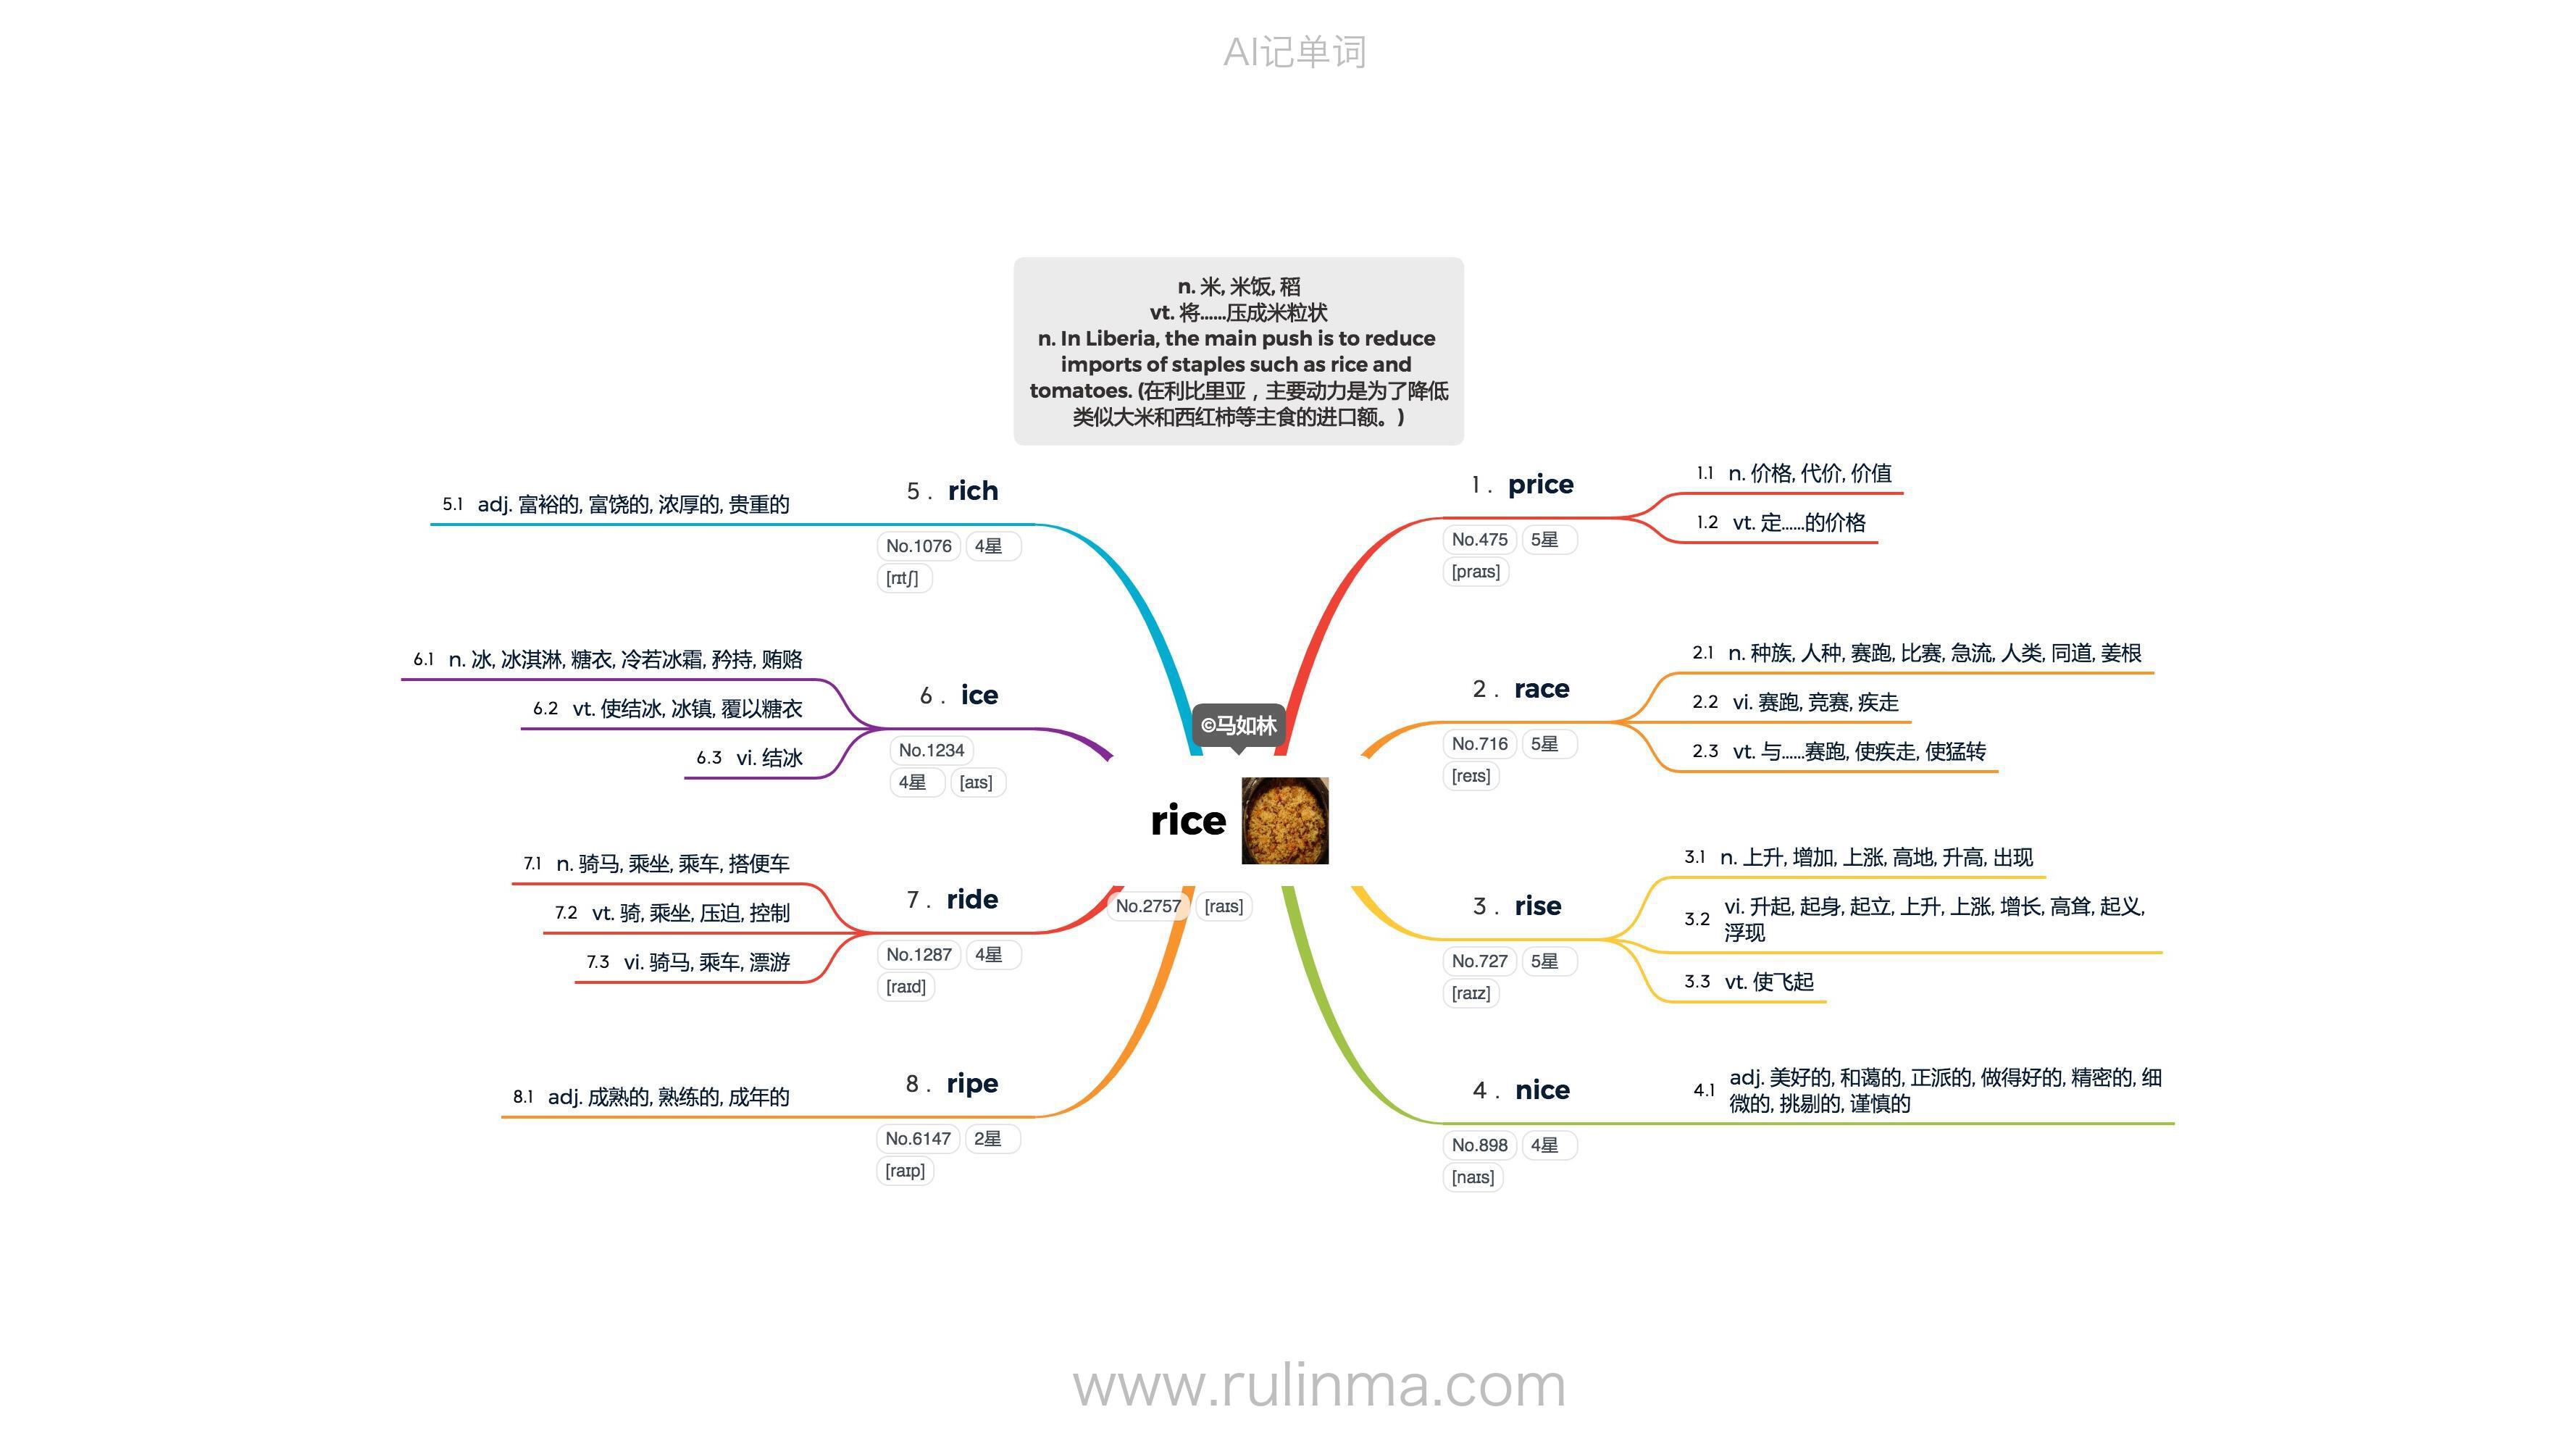 AI记单词
n. 米, 米饭, 稻
vt. 将......压成米粒状
n. In Liberia, the main push is to reduce
imports of staples such as rice and
tomatoes. (在利比里亚，主要动力是为了降低
类似大米和西红柿等主食的进口额。)
©马如林
rice
No.2757 [raɪs]
1. price
No.475 5星
[praɪs]
1.1 n. 价格, 代价, 价值
1.2 vt. 定......的价格
2. race
No.716 5星
[reɪs]
2.1 n. 种族, 人种, 赛跑, 比赛, 急流, 人类, 同道, 姜根
2.2 vi. 赛跑, 竞赛, 疾走
2.3 vt. 与......赛跑, 使疾走, 使猛转
3. rise
No.727 5星
[raɪz]
3.1 n. 上升, 增加, 上涨, 高地, 升高, 出现
3.2 vi. 升起, 起身, 起立, 上升, 上涨, 增长, 高耸, 起义,
浮现
3.3 vt. 使飞起
4. nice
No.898 4星
[naɪs]
4.1 adj. 美好的, 和蔼的, 正派的, 做得好的, 精密的, 细
微的, 挑剔的, 谨慎的
5. rich
No.1076 4星
[rɪtʃ]
5.1 adj. 富裕的, 富饶的, 浓厚的, 贵重的
6. ice
No.1234
4星 [aɪs]
6.1 n. 冰, 冰淇淋, 糖衣, 冷若冰霜, 矜持, 贿赂
6.2 vt. 使结冰, 冰镇, 覆以糖衣
6.3 vi. 结冰
7. ride
No.1287 4星
[raɪd]
7.1 n. 骑马, 乘坐, 乘车, 搭便车
7.2 vt. 骑, 乘坐, 压迫, 控制
7.3 vi. 骑马, 乘车, 漂游
8. ripe
No.6147 2星
[raɪp]
8.1 adj. 成熟的, 熟练的, 成年的
www.rulinma.com